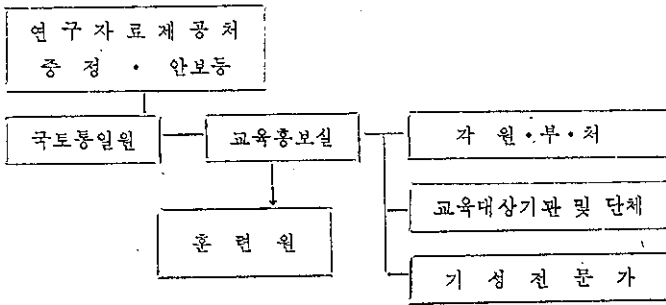 연구자료제공처
중정 · 안보등
국토통일원
교육홍보실
각 원·부·처
교육대상기관 및 단체
훈련원
기성전문가